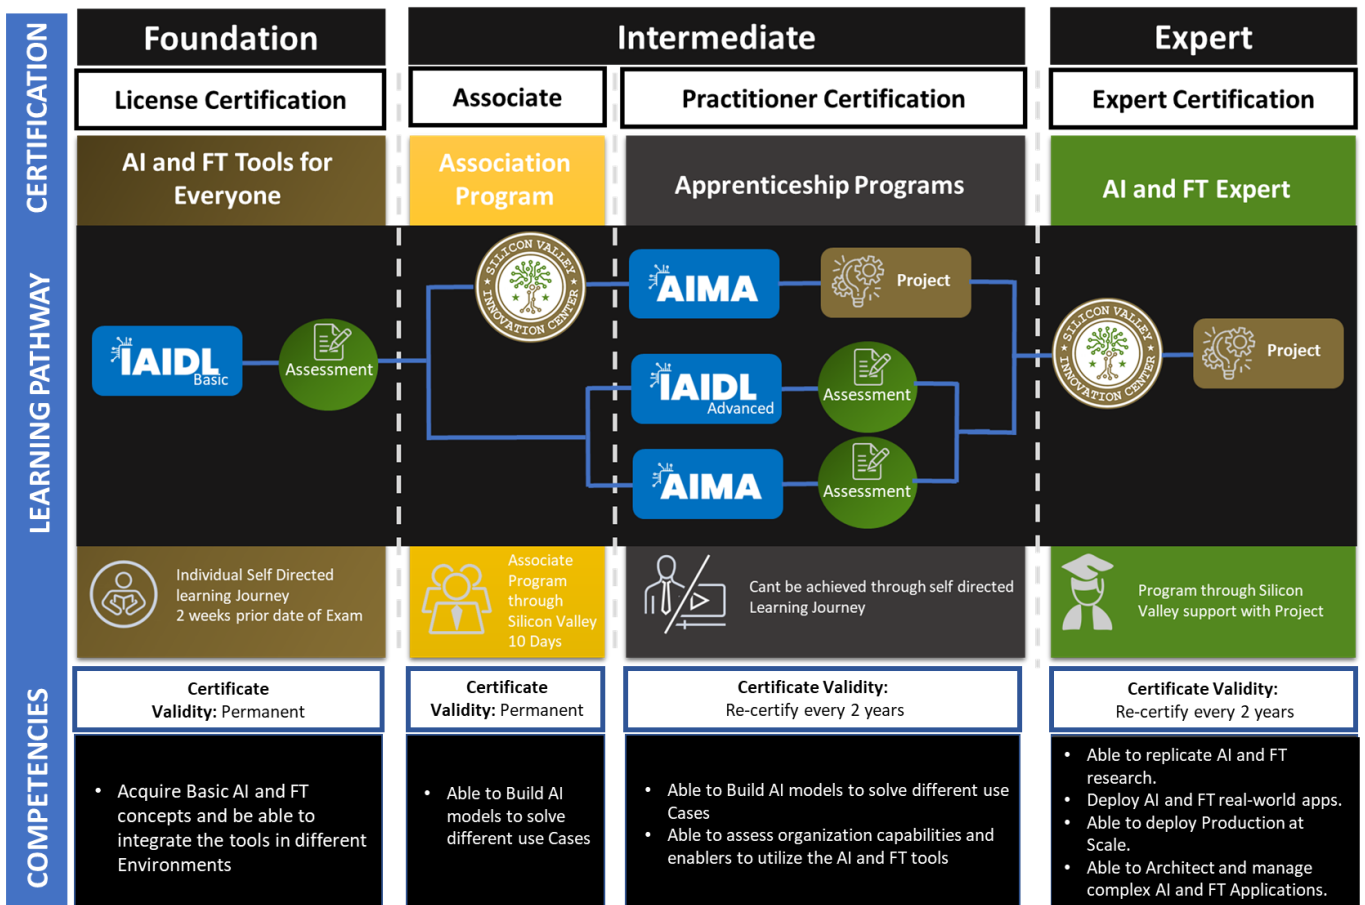 CERTIFICATION
Foundation
Intermediate
Expert
License Certification
Associate
Practitioner Certification
Expert Certification
AI and FT Tools for
Everyone
Association
Program
Apprenticeship Programs
AI and FT Expert
LEARNING PATHWAY
IAIDL
Basic
Assessment
SILICON VALLEY
INNOVATION CENTER
AIMA
Project
IAIDL
Advanced
Assessment
AIMA
Assessment
SILICON VALLEY
INNOVATION CENTER
Project
Individual Self Directed
learning Journey
2 weeks prior date of Exam
Associate
Program
through
Silicon Valley
10 Days
Cant be achieved through self directed
Learning Journey
Program through Silicon
Valley support with Project
COMPETENCIES
Certificate
Validity: Permanent
Certificate
Validity: Permanent
Certificate Validity:
Re-certify every 2 years
Certificate Validity:
Re-certify every 2 years
• Acquire Basic AI and FT
concepts and be able to
integrate the tools in different
Environments
• Able to Build AI
models to solve
different use Cases
• Able to Build AI models to solve different use
Cases
• Able to assess organization capabilities and
enablers to utilize the AI and FT tools
• Able to replicate AI and FT
research.
• Deploy AI and FT real-world apps.
• Able to deploy Production at
Scale.
• Able to Architect and manage
complex AI and FT Applications.